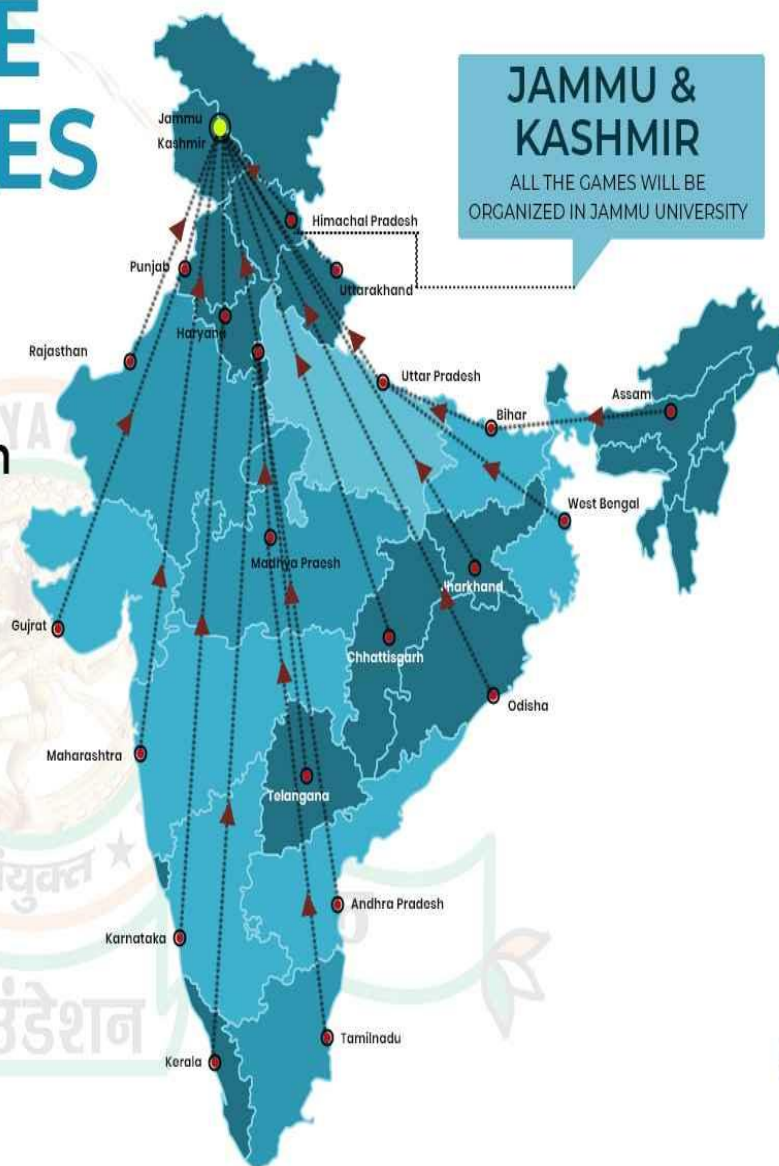 E
ES
JAMMU &
KASHMIR
ALL THE GAMES WILL BE
ORGANIZED IN JAMMU UNIVERSITY
Jammu
Kashmir
Himachal Pradesh
Punjab
Uttarakhand
Haryana
Rajasthan
Uttar Pradesh
Assam
Bihar
YA
n
West Bengal
Madhya Praesh
Jharkhand
Gujrat
Chhattisgarh
Odisha
Maharashtra
Telangana
युक्त
Andhra Pradesh
Karnataka
उंडेशन
Tamilnadu
Kerala